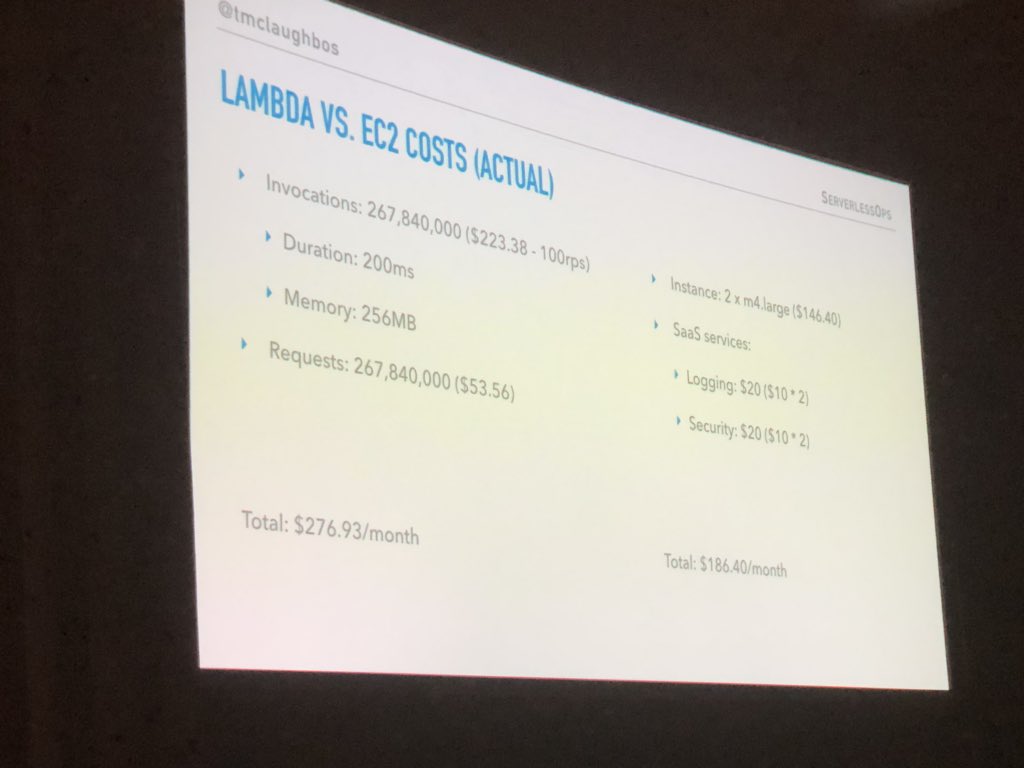 @tmclaughbos
SERVERLESSOPS
LAMBDA VS. EC2 COSTS (ACTUAL)
Invocations: 267,840,000 ($223.38 - 100rps)
Duration: 200ms
Memory: 256MB
Requests: 267,840,000 ($53.56)
Total: $276.93/month
Instance: 2 x m4.large ($146.40)
SaaS services:
Logging: $20 ($10 * 2)
Security: $20 ($10 * 2)
Total: $186.40/month